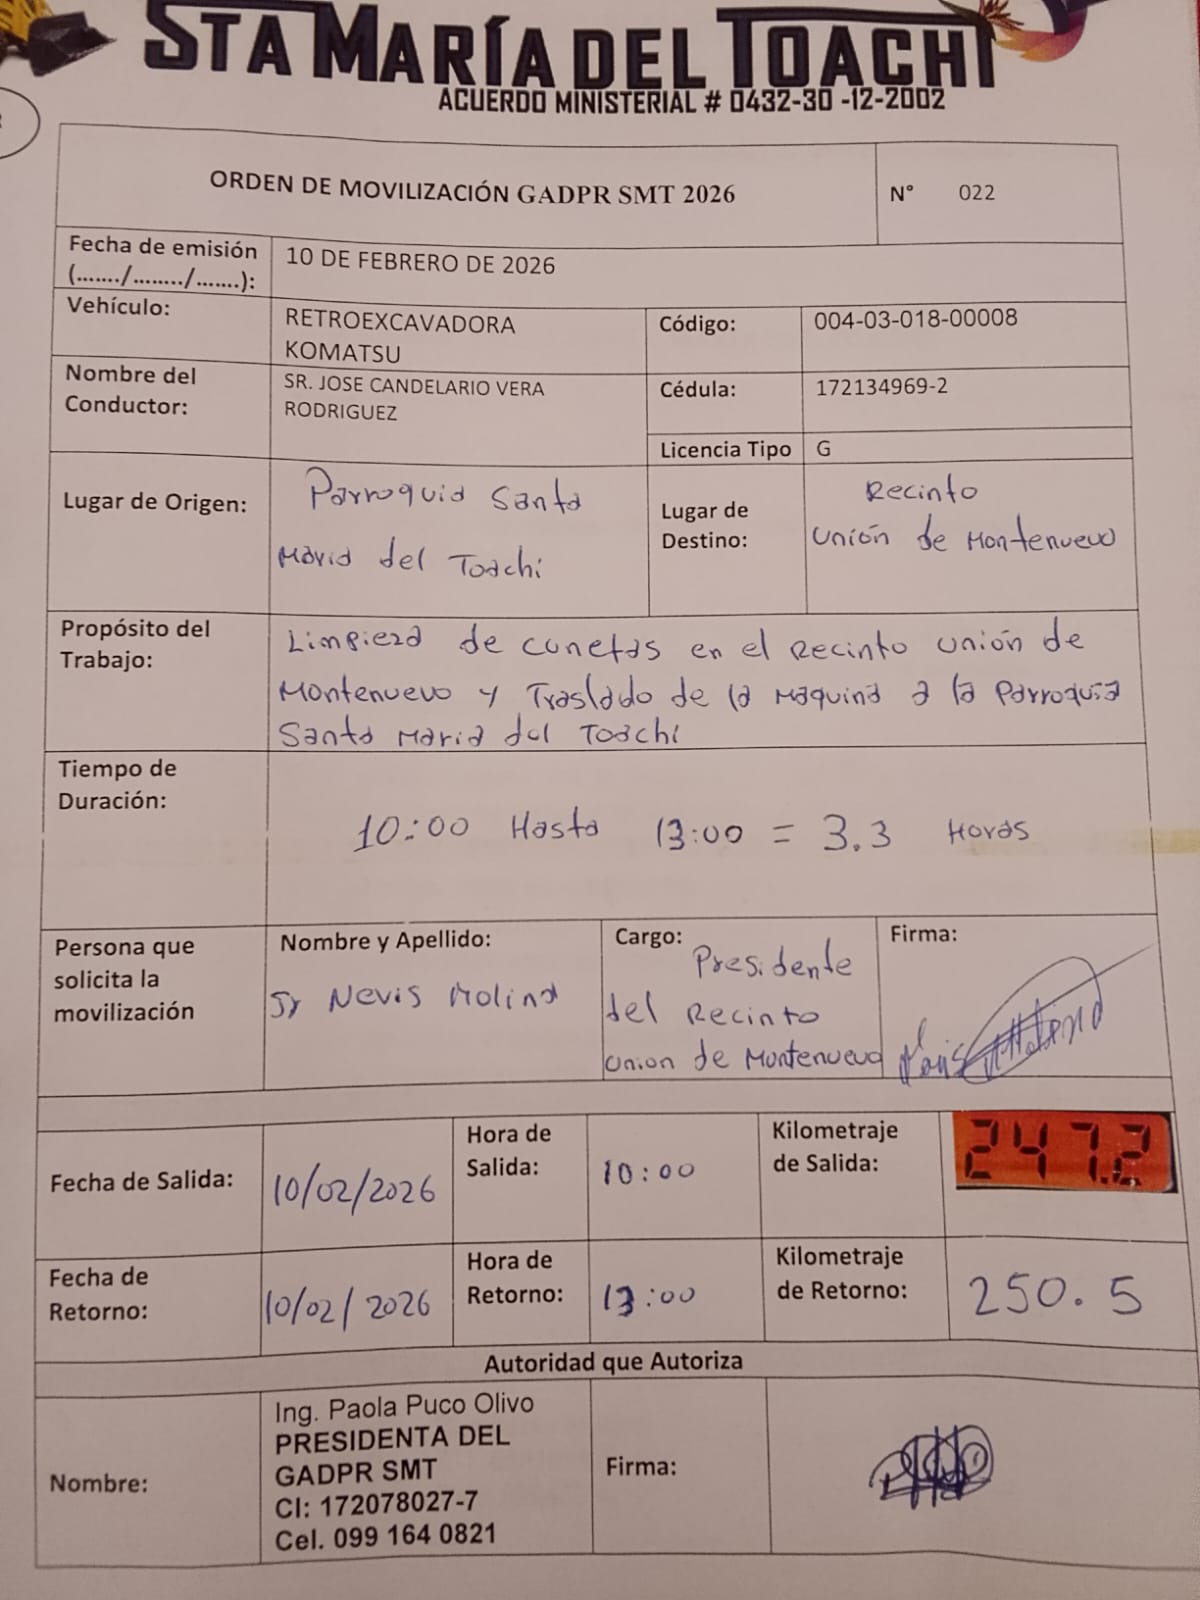 STA MARÍA DEL TOACHI
ACUERDO MINISTERIAL # 0432-30 -12-2002
ORDEN DE MOVILIZACIÓN GADPR SMT 2026
N° 022
Fecha de emisión
(......./......../.......):
10 DE FEBRERO DE 2026
Vehículo:
RETROEXCAVADORA
KOMATSU
Código:
004-03-018-00008
Nombre del
Conductor:
SR. JOSE CANDELARIO VERA
RODRIGUEZ
Cédula:
172134969-2
Licencia Tipo
G
Lugar de Origen:
Parroquia Santa
Maria del Toachi
Lugar de
Destino:
Recinto
Unión de Montenuevo
Propósito del
Trabajo:
Limpieza de cunetas en el Recinto Unión de
Montenuevo y Traslado de la Maquina a la Parroquia
Santa Maria del Toachi
Tiempo de
Duración:
10:00 Hasta 13:00 = 3.3 Horas
Persona que
solicita la
movilización
Nombre y Apellido:
Sr Nevis Molina
Cargo:
Presidente
del Recinto
Union de Montenuevo
Firma:
Fecha de Salida:
10/02/2026
Hora de
Salida:
10:00
Kilometraje
de Salida:
247.2
Fecha de
Retorno:
10/02/2026
Hora de
Retorno:
13:00
Kilometraje
de Retorno:
250.5
Autoridad que Autoriza
Nombre:
Ing. Paola Puco Olivo
PRESIDENTA DEL
GADPR SMT
CI: 172078027-7
Cel. 099 164 0821
Firma: